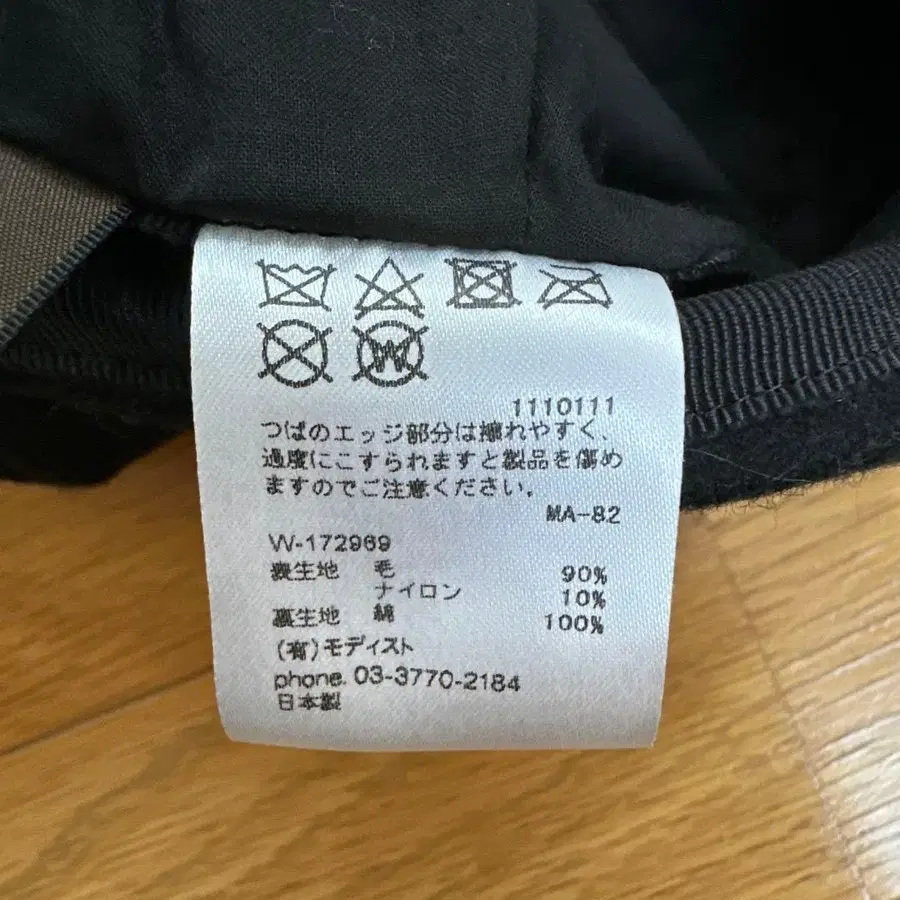 W
1110111
つばのエッジ部分は擦れやすく、
過度にこすられますと製品を傷め
ますのでご注意ください。
MA-82
W-172969
表生地 毛 90%
ナイロン 10%
裏生地 綿 100%
(有)モディスト
phone. 03-3770-2184
日本製